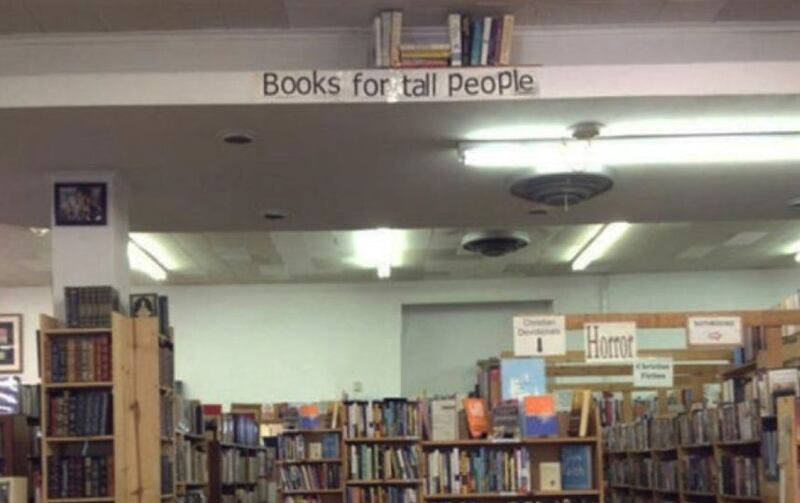 Books for tall people
Christian
Devotionals
Horror
Christian
Fiction